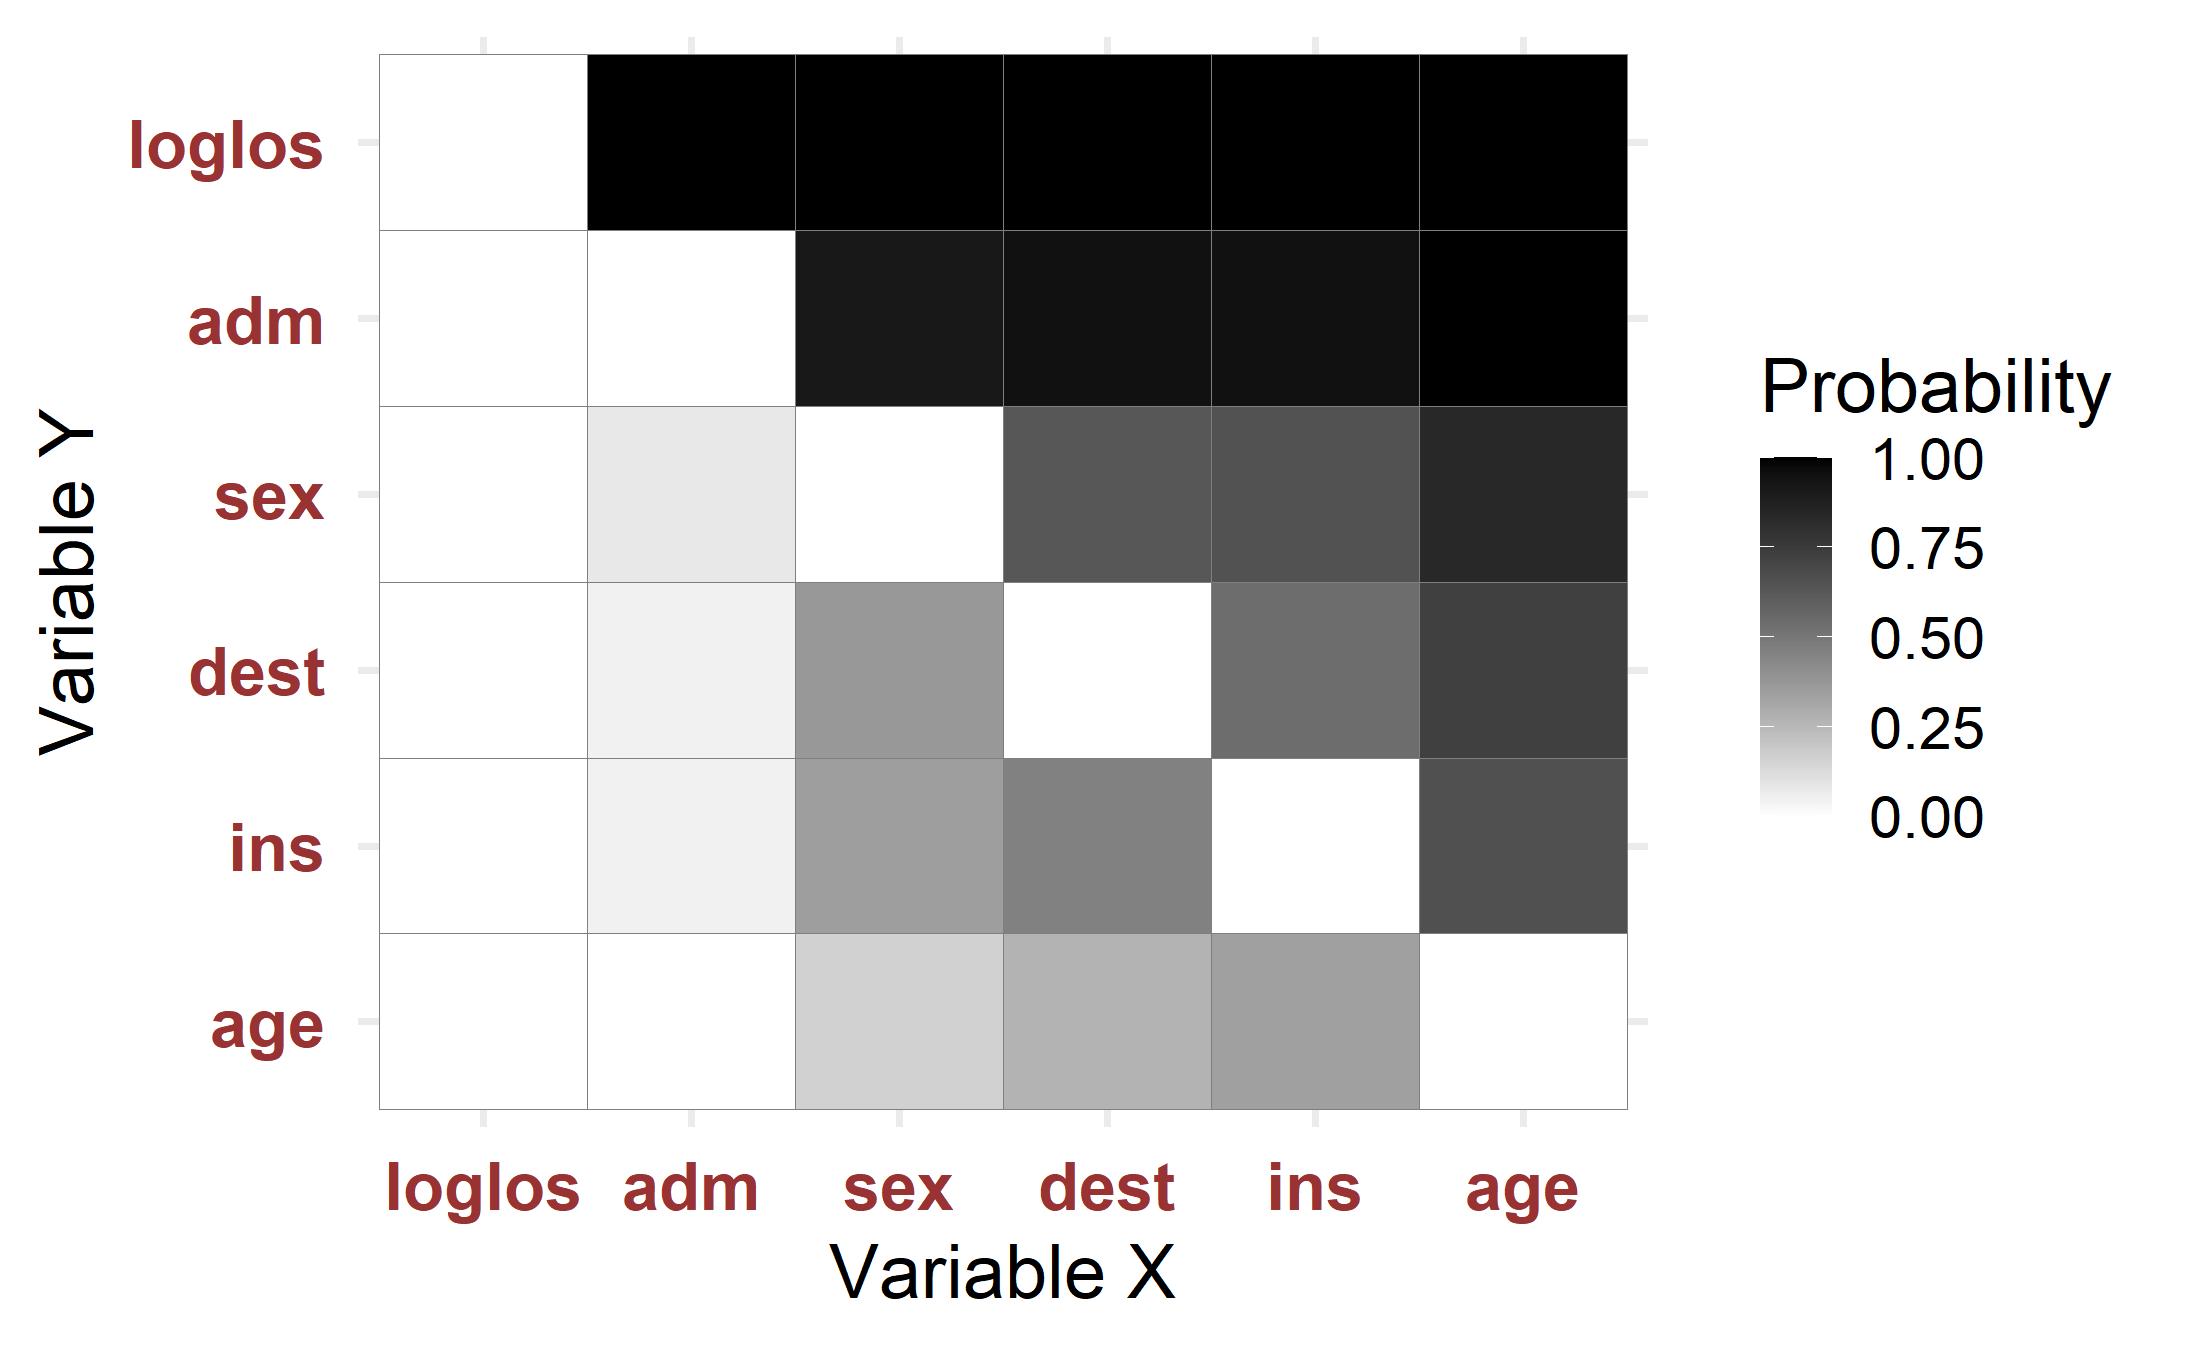 loglos
adm
sex
dest
ins
age
Variable Y
loglos adm sex dest ins age
Variable X
Probability
1.00
0.75
0.50
0.25
0.00